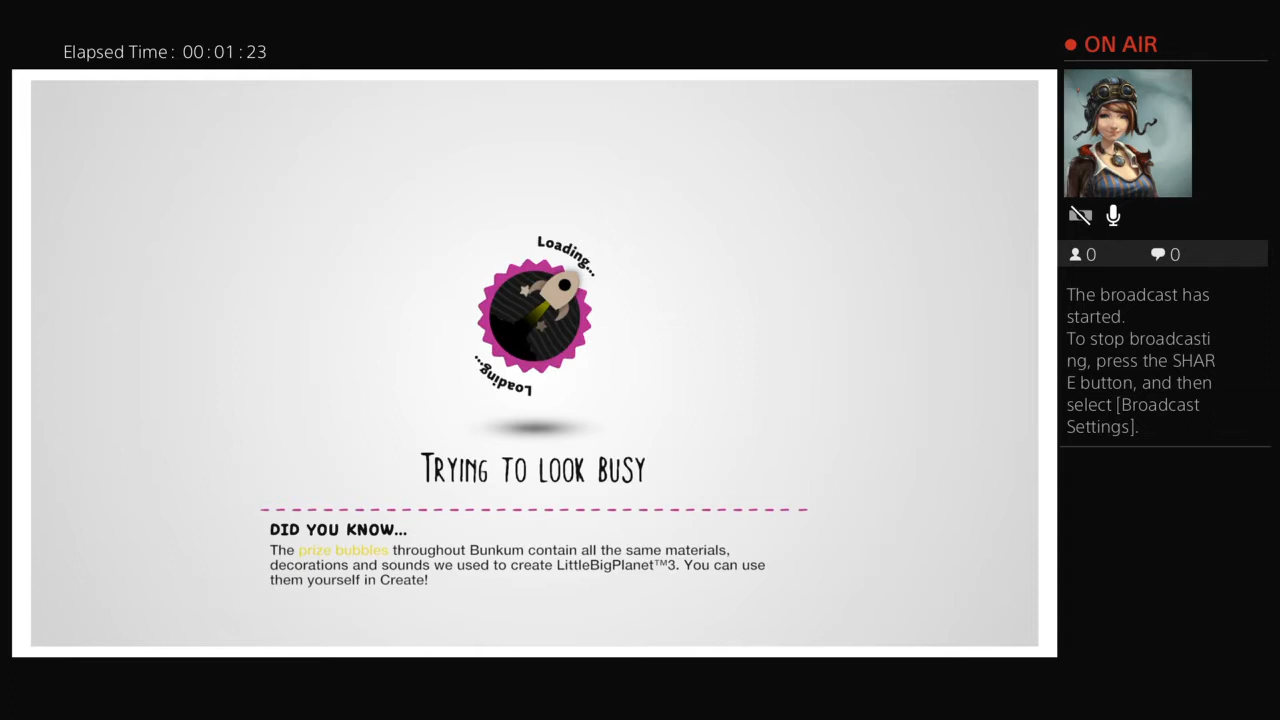 Elapsed Time: 00:01:23
ON AIR
Loading...
Loading...
TRYING TO LOOK BUSY
DID YOU KNOW...
The prize bubbles throughout Bunkum contain all the same materials,
decorations and sounds we used to create LittleBigPlanet™3. You can use
them yourself in Create!
0
0
The broadcast has
started.
To stop broadcasti
ng, press the SHAR
E button, and then
select [Broadcast
Settings].